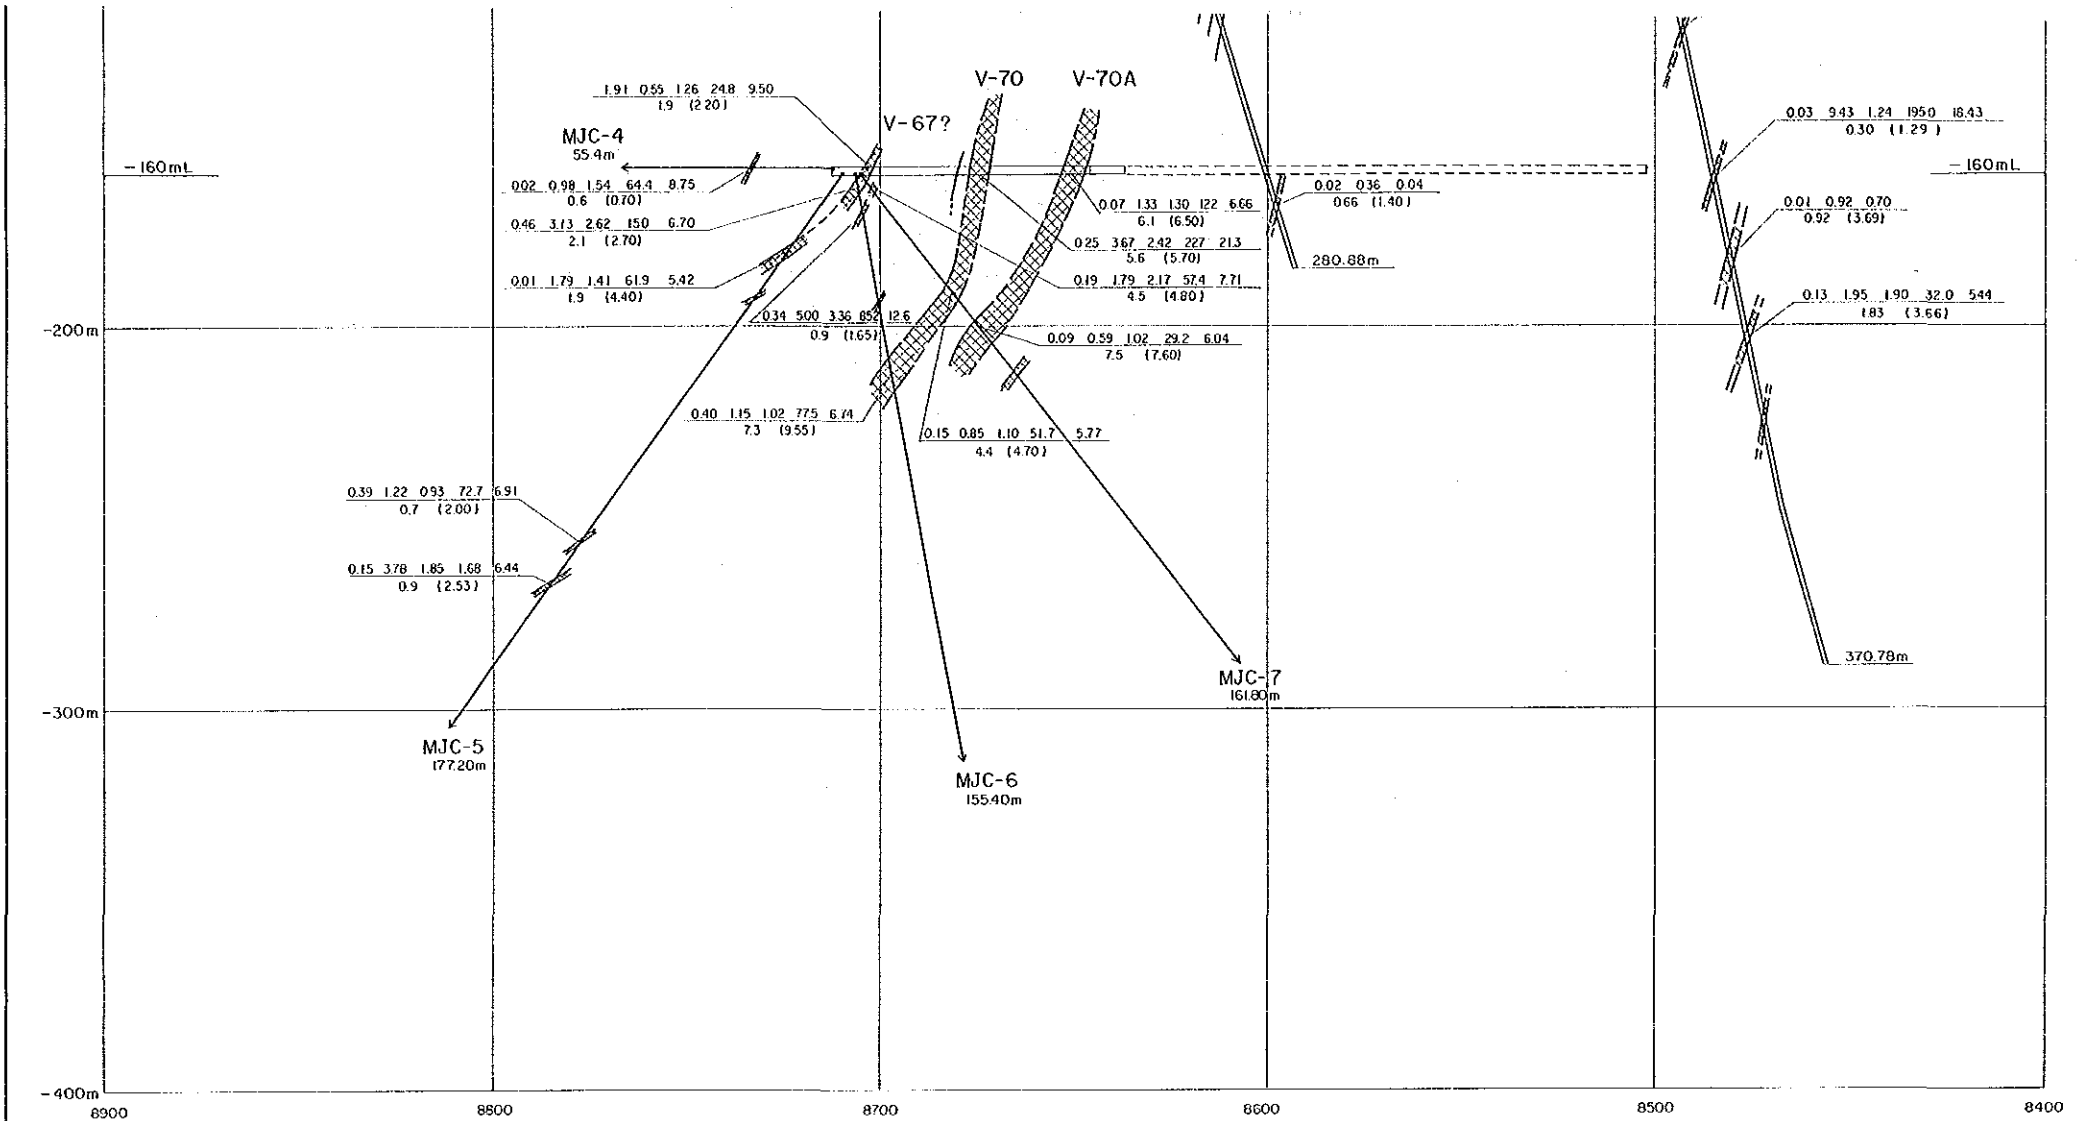 V-70
V-70A
1.91 0.55 1.26 24.8 9.50
1.9 (2.20)
0.03 9.43 1.24 1950 18.43
0.30 (1.29)
V-67?
MJC-4
55.4m
-160mL
-160mL
0.02 0.98 1.54 64.4 8.75
0.6 (0.70)
0.02 0.36 0.04
0.66 (1.40)
0.07 1.33 1.30 122 6.66
6.1 (6.50)
0.01 0.92 0.70
0.92 (3.69)
0.46 3.13 2.62 150 6.70
2.1 (2.70)
0.25 3.67 2.42 227 21.3
5.6 (5.70)
280.88m
0.01 1.79 1.41 61.9 5.42
1.9 (4.40)
0.19 1.79 2.17 57.4 7.71
4.5 (4.80)
0.13 1.95 1.90 32.0 5.44
1.83 (3.66)
0.34 5.00 3.36 852 12.6
0.9 (1.65)
-200m
0.09 0.59 1.02 29.2 6.04
7.5 (7.60)
0.40 1.15 1.02 77.5 6.74
7.3 (9.55)
0.15 0.85 1.10 51.7 5.77
4.4 (4.70)
0.39 1.22 0.93 72.7 6.91
0.7 (2.00)
0.15 3.78 1.85 1.68 6.44
0.9 (2.53)
370.78m
MJC-7
161.80m
-300m
MJC-5
177.20m
MJC-6
155.40m
-400m
8900 8800 8700 8600 8500 8400